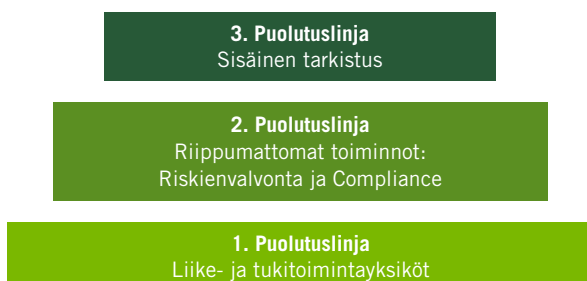 3. Puolutuslinja
Sisäinen tarkistus
2. Puolutuslinja
Riippumattomat toiminnot:
Riskienvalvonta ja Compliance
1. Puolutuslinja
Liike- ja tukitoimintayksiköt